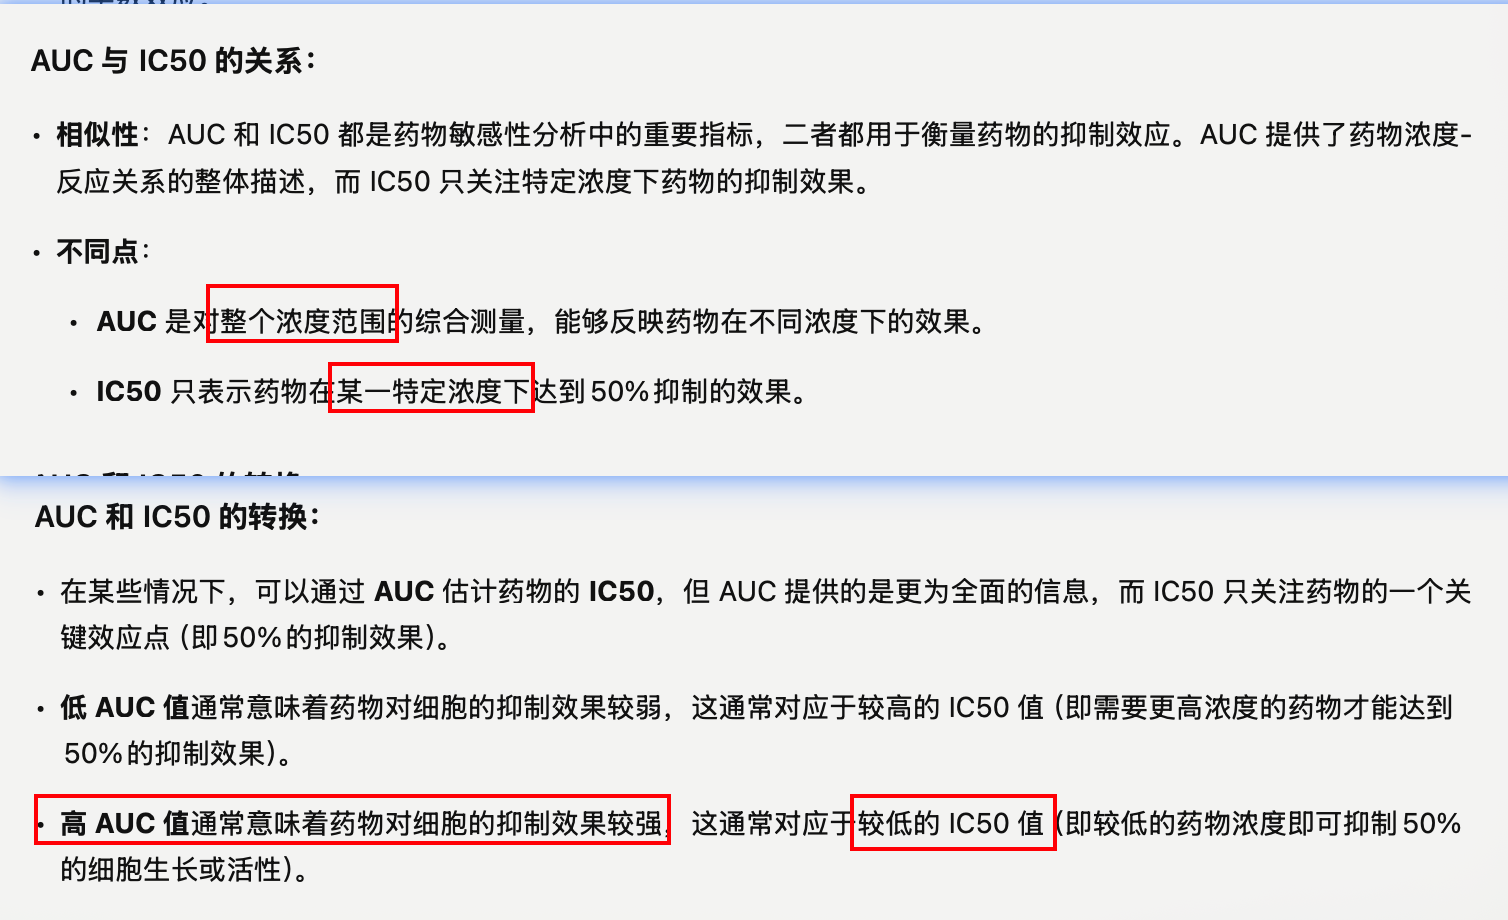 AUC 与 IC50 的关系：
• 相似性：AUC 和 IC50 都是药物敏感性分析中的重要指标，二者都用于衡量药物的抑制效应。AUC 提供了药物浓度-
反应关系的整体描述，而 IC50 只关注特定浓度下药物的抑制效果。
• 不同点：
• AUC 是对整个浓度范围的综合测量，能够反映药物在不同浓度下的效果。
• IC50 只表示药物在某一特定浓度下达到 50% 抑制的效果。
AUC 和 IC50 的转换：
• 在某些情况下，可以通过 AUC 估计药物的 IC50，但 AUC 提供的是更为全面的信息，而 IC50 只关注药物的一个关
键效应点（即 50% 的抑制效果）。
• 低 AUC 值通常意味着药物对细胞的抑制效果较弱，这通常对应于较高的 IC50 值（即需要更高浓度的药物才能达到
50% 的抑制效果）。
• 高 AUC 值通常意味着药物对细胞的抑制效果较强，这通常对应于较低的 IC50 值（即较低的药物浓度即可抑制 50%
的细胞生长或活性）。